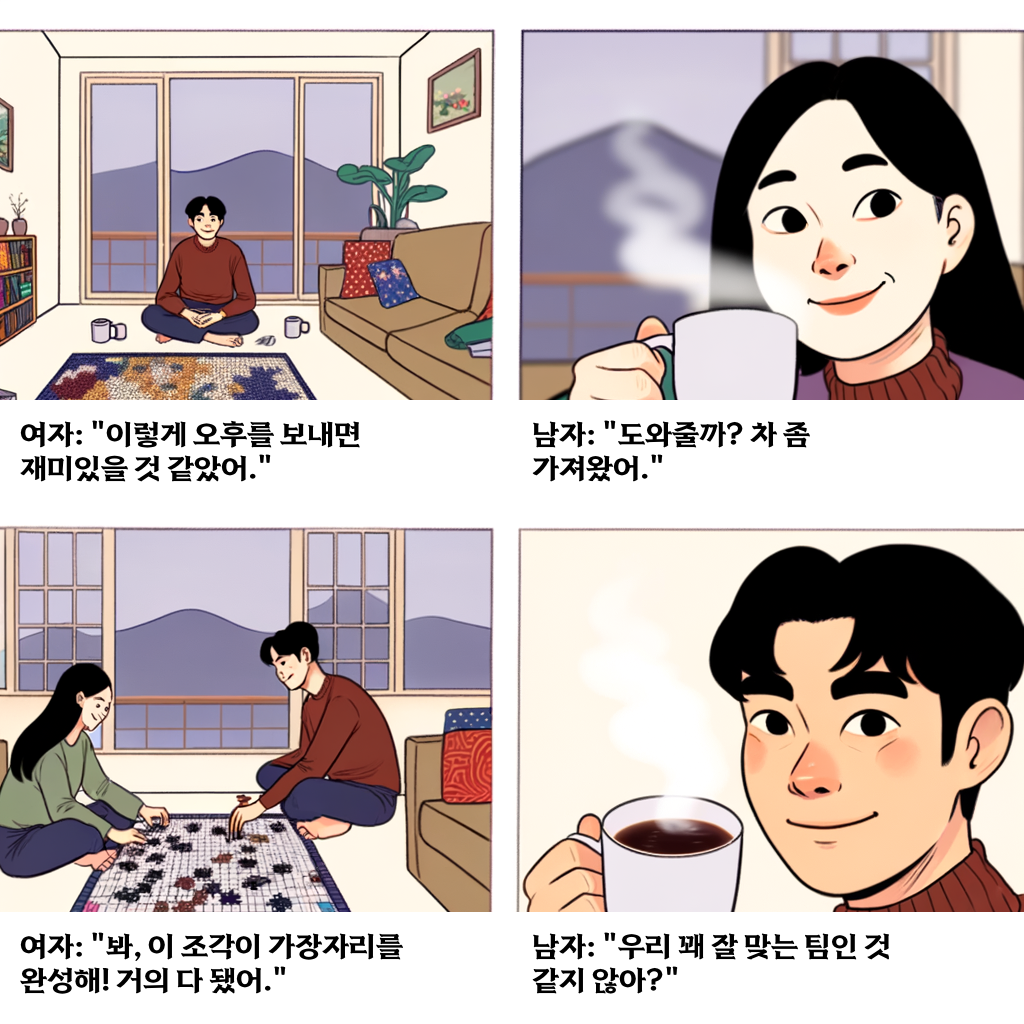 여자: "이렇게 오후를 보내면
재미있을 것 같았어."
남자: "도와줄까? 차 좀
가져왔어."
여자: "봐, 이 조각이 가장자리를
완성해! 거의 다 됐어."
남자: "우리 꽤 잘 맞는 팀인 것
같지 않아?"